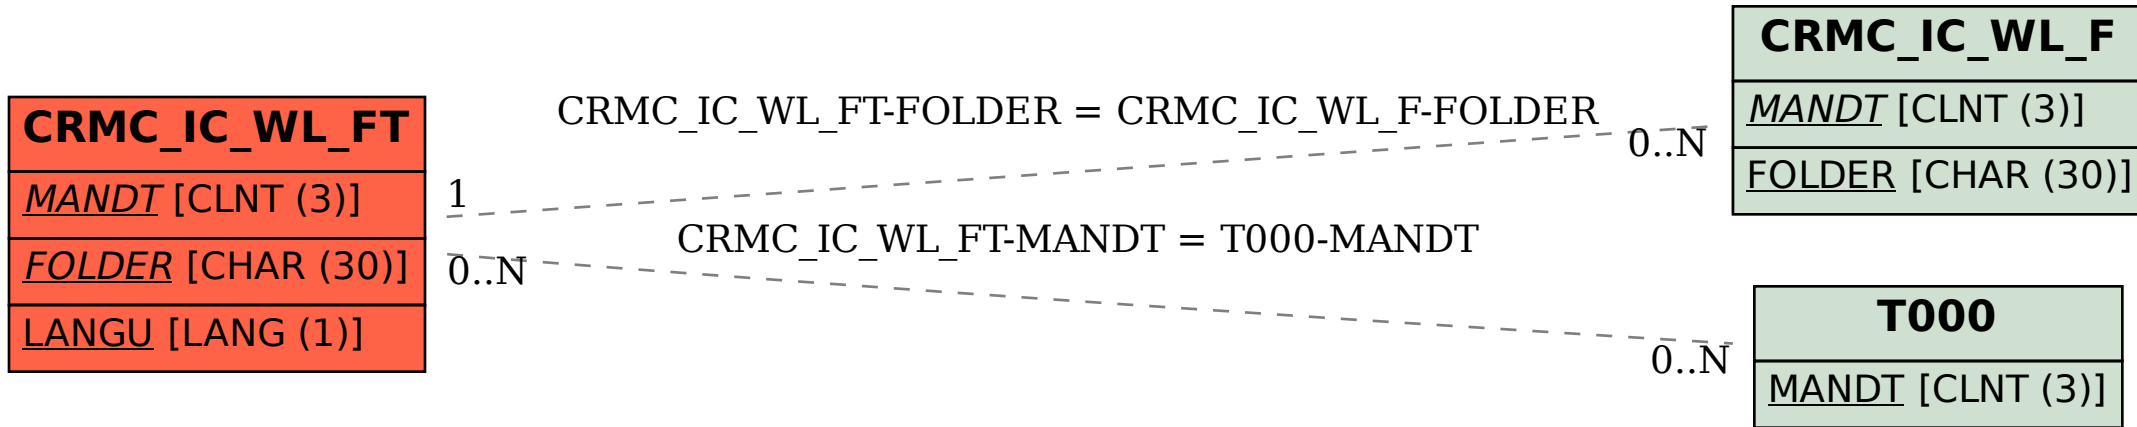 CRMC_IC_WL_FT
MANDT [CLNT (3)]
FOLDER [CHAR (30)]
LANGU [LANG (1)]
CRMC_IC_WL_FT-FOLDER = CRMC_IC_WL_F-FOLDER
1
0..N
CRMC_IC_WL_FT-MANDT = T000-MANDT
0..N
0..N
CRMC_IC_WL_F
MANDT [CLNT (3)]
FOLDER [CHAR (30)]
T000
MANDT [CLNT (3)]